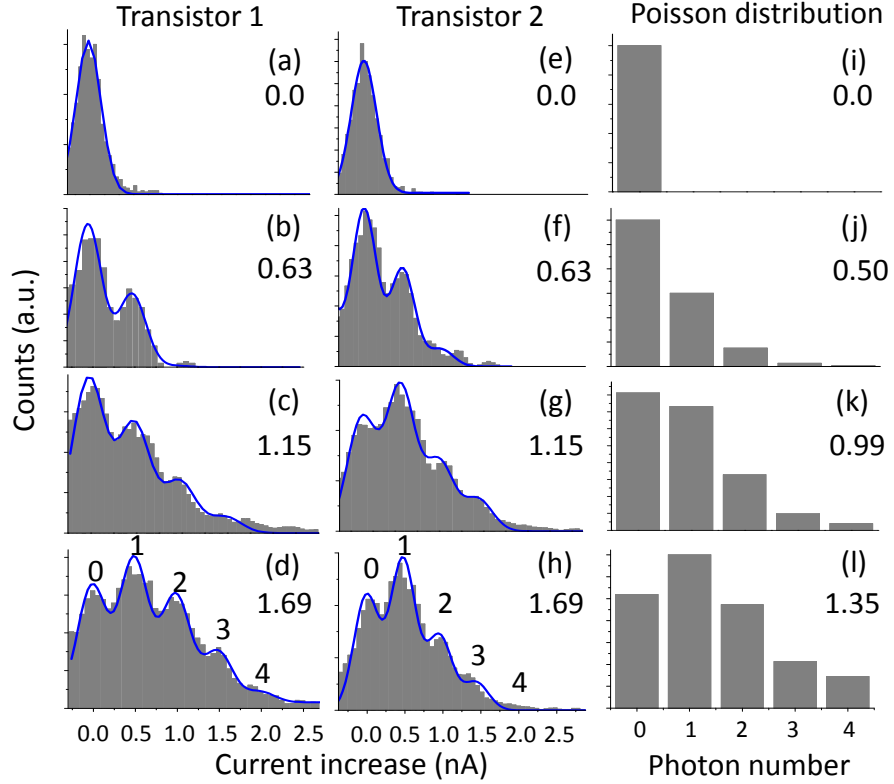 Transistor 1 Transistor 2 Poisson distribution
(a) (e) (i)
0.0 0.0 0.0
(b) (f) (j)
0.63 0.63 0.50
(c) (g) (k)
1.15 1.15 0.99
(d) (h) (l)
1.69 1.69 1.35
0 1 2 3 4
0 1 2 3 4
Counts (a.u.)
0.0 0.5 1.0 1.5 2.0 2.5
0.0 0.5 1.0 1.5 2.0 2.5
0 1 2 3 4
Current increase (nA) Photon number